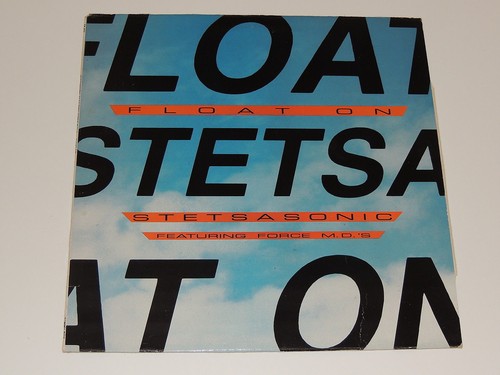 FLOAT
FLOAT ON
STETSA
STETSASONIC
FEATURING FORCE M.D.'S
AT ON